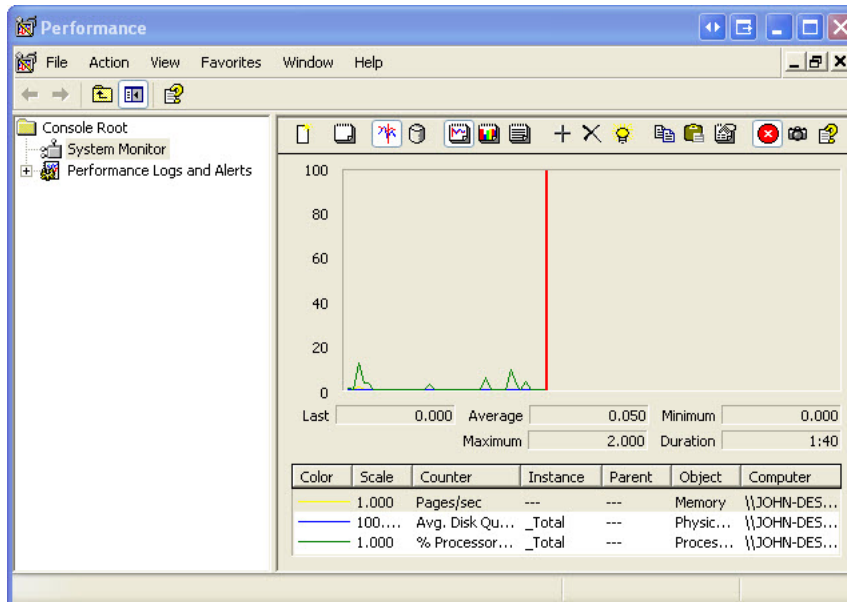 Performance
File Action View Favorites Window Help
Console Root
System Monitor
Performance Logs and Alerts
100
80
60
40
20
0
Last 0.000 Average 0.050 Minimum 0.000
Maximum 2.000 Duration 1:40
Color Scale Counter Instance Parent Object Computer
1.000 Pages/sec --- --- Memory \\JOHN-DES...
100.... Avg. Disk Qu... _Total --- Physic... \\JOHN-DES...
1.000 % Processor... _Total --- Proces... \\JOHN-DES...